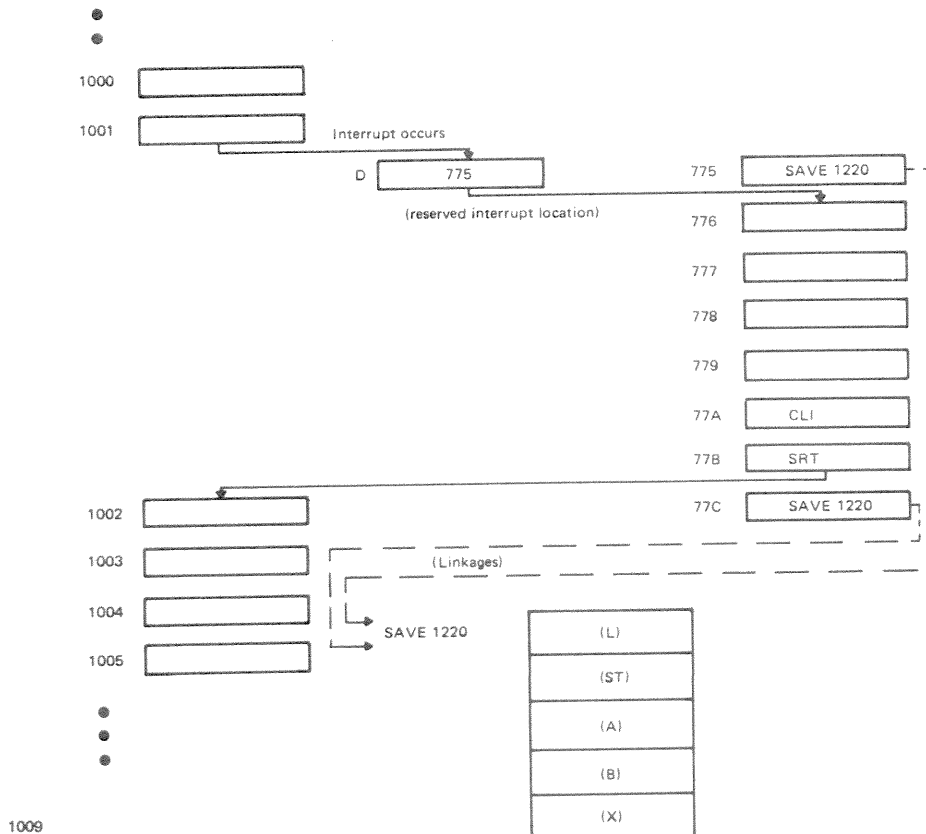 1000
1001
Interrupt occurs
D 775
775 SAVE 1220
(reserved interrupt location)
776
777
778
779
77A CLI
77B SRT
1002
77C SAVE 1220
1003
(Linkages)
1004
SAVE 1220
1005
(L)
(ST)
(A)
(B)
(X)
1009